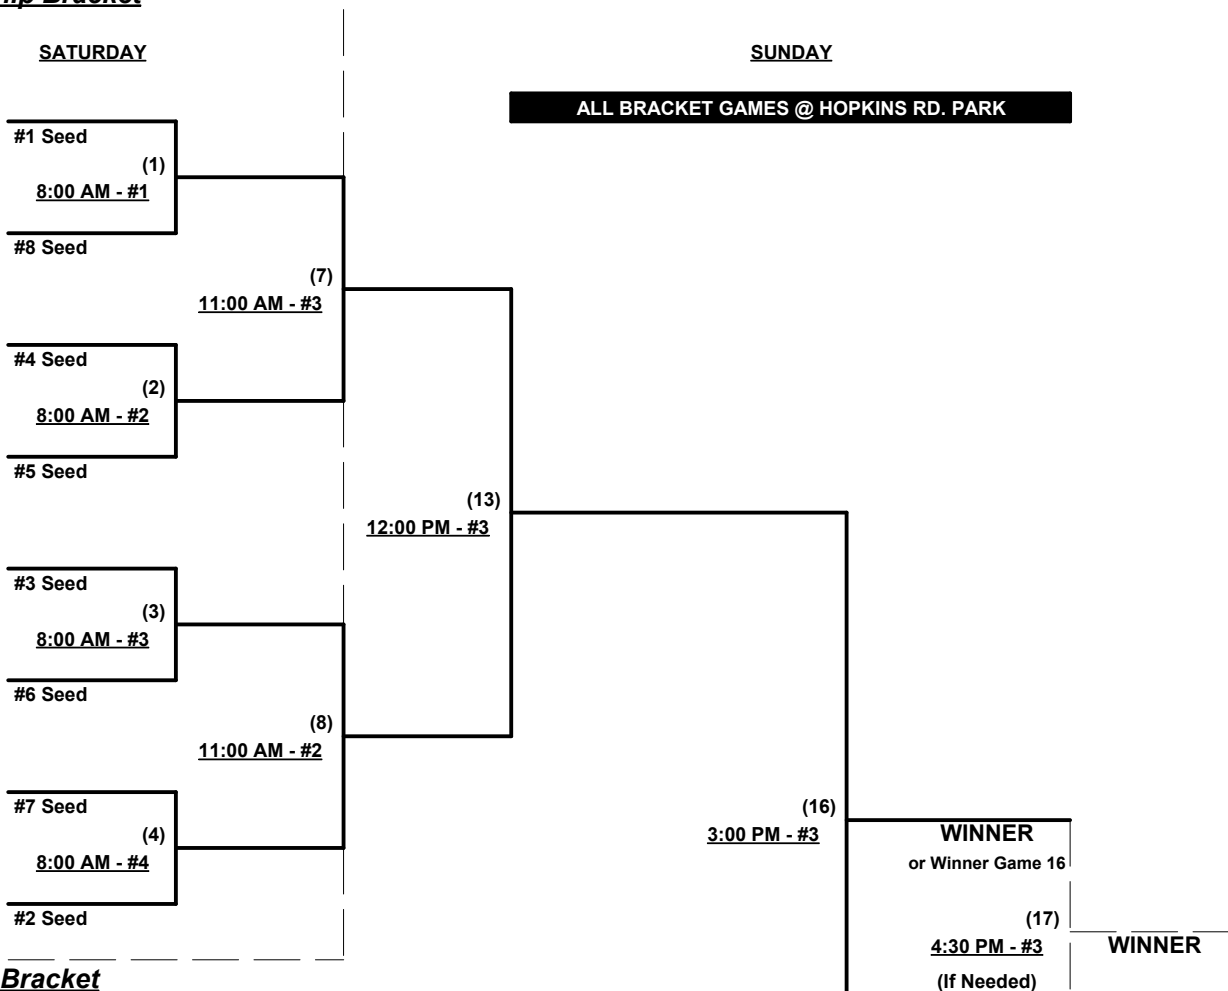 Bracket
SATURDAY
SUNDAY
ALL BRACKET GAMES @ HOPKINS RD. PARK
#1 Seed
(1)
8:00 AM - #1
#8 Seed
(7)
11:00 AM - #3
#4 Seed
(2)
8:00 AM - #2
#5 Seed
(13)
12:00 PM - #3
#3 Seed
(3)
8:00 AM - #3
#6 Seed
(8)
11:00 AM - #2
#7 Seed
(4)
8:00 AM - #4
#2 Seed
(16)
3:00 PM - #3
WINNER
or Winner Game 16
(17)
4:30 PM - #3
(If Needed)
WINNER
Bracket